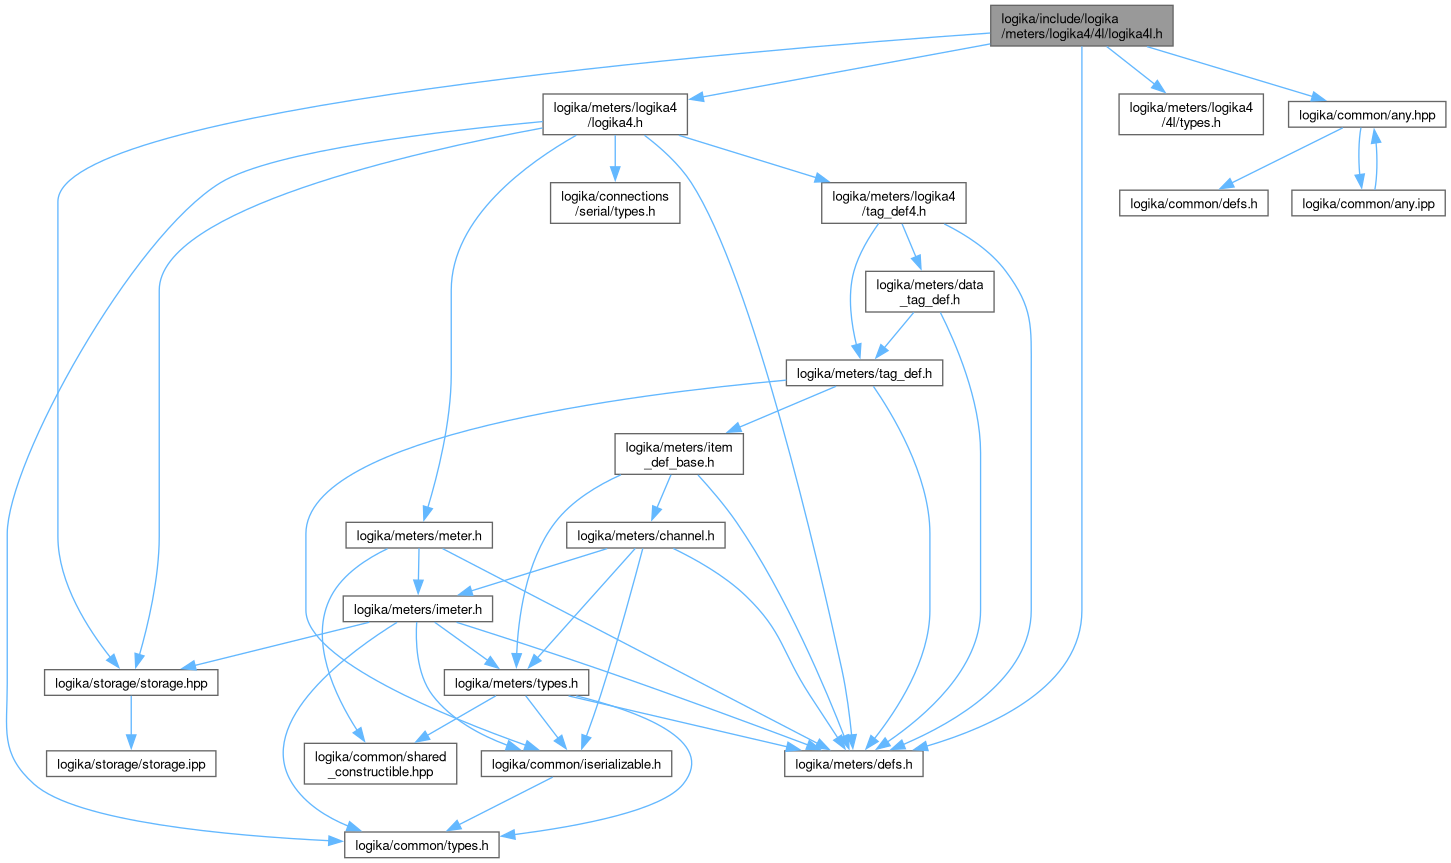 logika/include/logika
/meters/logika4/4l/logika4l.h
logika/meters/logika4
/logika4.h
logika/meters/logika4
/4l/types.h
logika/common/any.hpp
logika/connections
/serial/types.h
logika/meters/logika4
/tag_def4.h
logika/common/defs.h
logika/common/any.ipp
logika/meters/data
_tag_def.h
logika/meters/tag_def.h
logika/meters/item
_def_base.h
logika/meters/meter.h
logika/meters/channel.h
logika/meters/imeter.h
logika/storage/storage.hpp
logika/meters/types.h
logika/storage/storage.ipp
logika/common/shared
_constructible.hpp
logika/common/iserializable.h
logika/meters/defs.h
logika/common/types.h